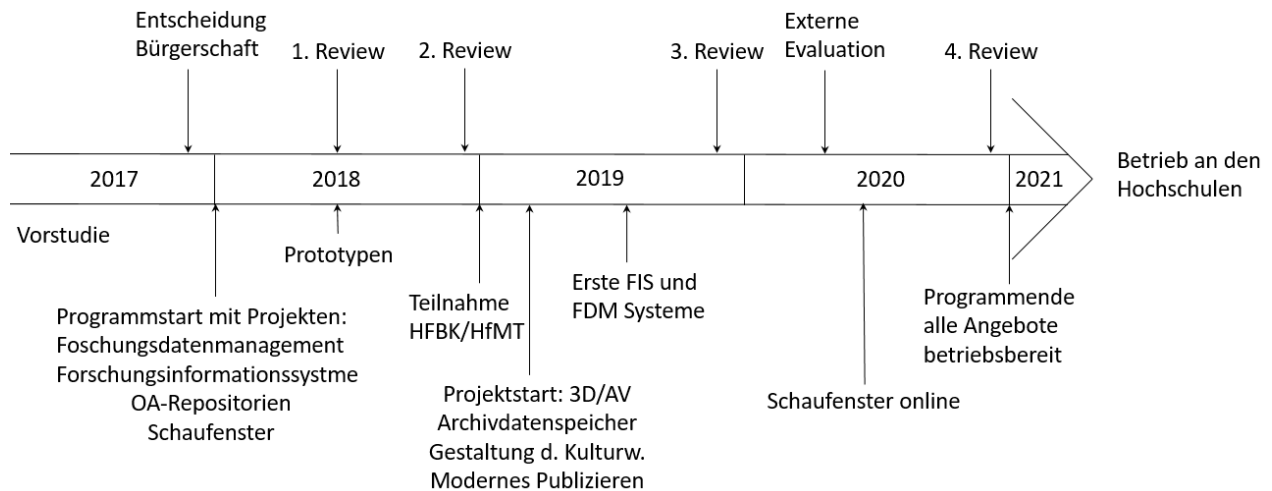 Entscheidung
Bürgerschaft
1. Review
2. Review
3. Review
Externe
Evaluation
4. Review
2017
2018
2019
2020
2021
Betrieb an den
Hochschulen
Vorstudie
Programmstart mit Projekten:
Foschungsdatenmanagement
Forschungsinformationssystme
OA-Repositorien
Schaufenster
Prototypen
Teilnahme
HFBK/HfMT
Projektstart: 3D/AV
Archivdatenspeicher
Gestaltung d. Kulturw.
Modernes Publizieren
Erste FIS und
FDM Systeme
Schaufenster online
Programmende
alle Angebote
betriebsbereit